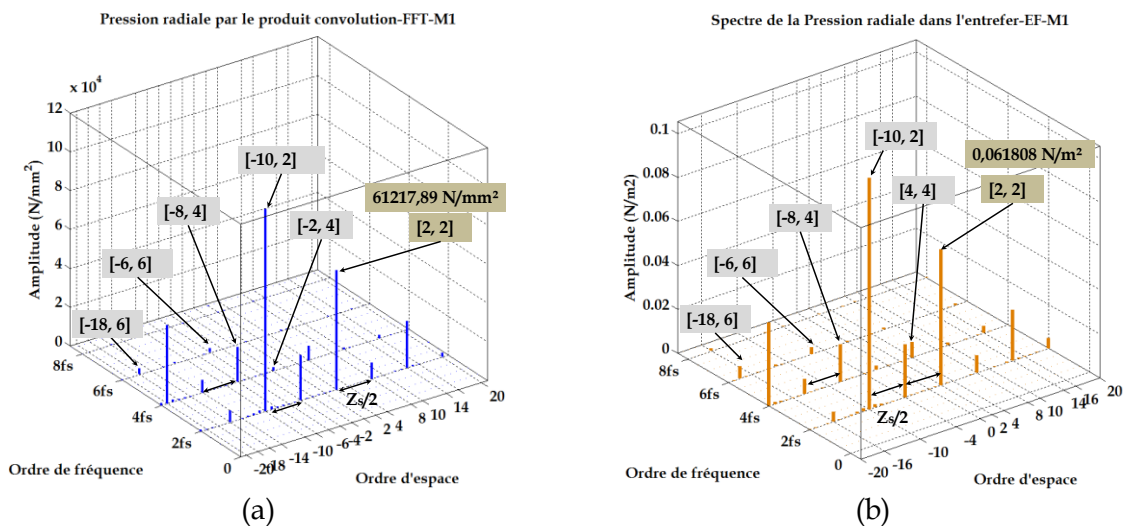 Pression radiale par le produit convolution-FFT-M1
x 10⁴
12
10
8
6
4
2
0
Amplitude (N/mm²)
[-10, 2]
[-8, 4]
61217,89 N/mm²
[-2, 4]
[2, 2]
[-6, 6]
[-18, 6]
Zs/2
8fs
6fs
4fs
2fs
0
Ordre de fréquence
-20
-18
-14
-10
-6
-4
-2
2
4
8
10
14
20
Ordre d'espace
(a)
Spectre de la Pression radiale dans l'entrefer-EF-M1
0.1
0.08
0.06
0.04
0.02
0
Amplitude (N/m2)
[-10, 2]
0,061808 N/m²
[4, 4]
[2, 2]
[-8, 4]
[-6, 6]
[-18, 6]
Zs/2
8fs
6fs
4fs
2fs
0
Ordre de fréquence
-20
-16
-10
-4
0
2
4
8
10
14
16
20
Ordre d'espace
(b)